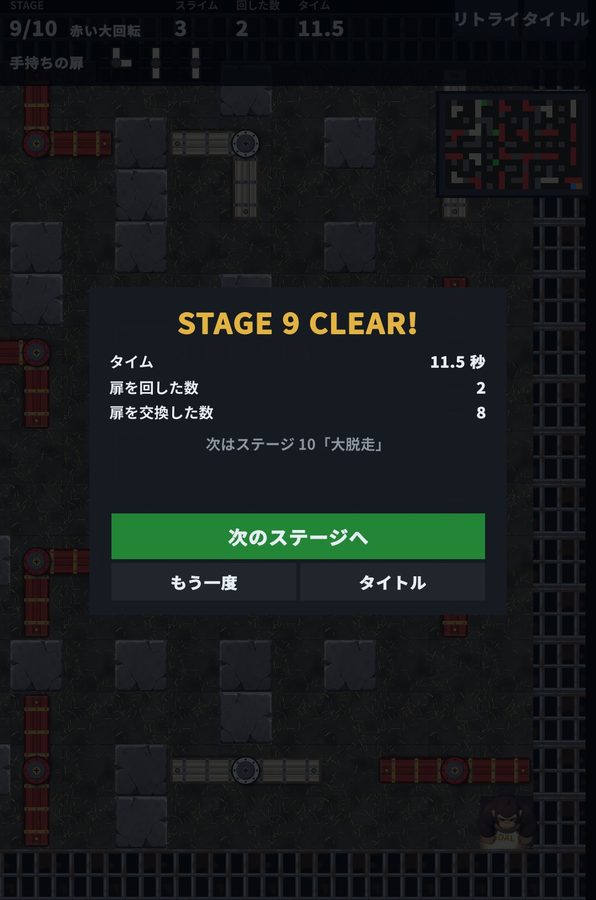 STAGE スライム 回した数 タイム
9/10 赤い大回転 3 2 11.5 リトライ タイトル
手持ちの扉
STAGE 9 CLEAR!
タイム 11.5 秒
扉を回した数 2
扉を交換した数 8
次はステージ 10「大脱走」
次のステージへ
もう一度 タイトル
GOAL